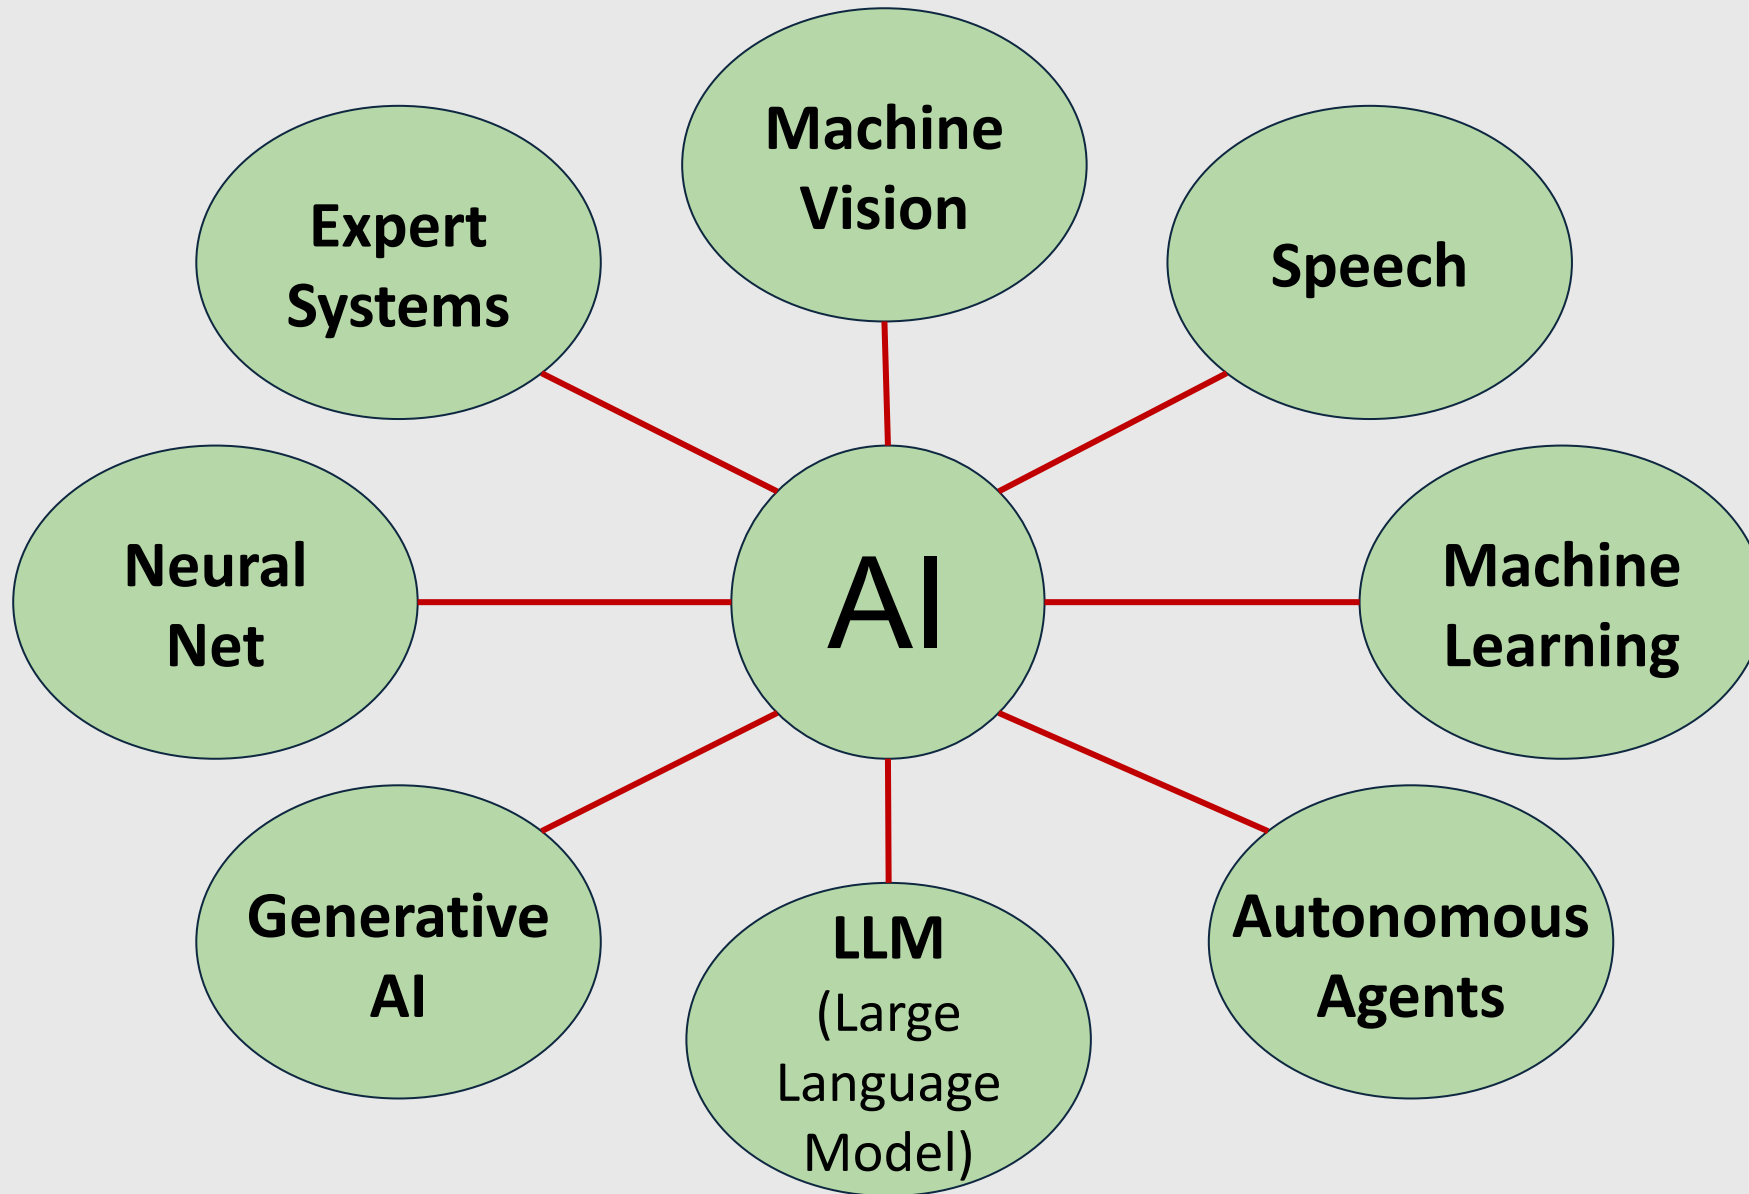 Machine
Vision
Expert
Systems
Speech
Neural
Net
AI
Machine
Learning
Generative
AI
LLM
(Large
Language
Model)
Autonomous
Agents